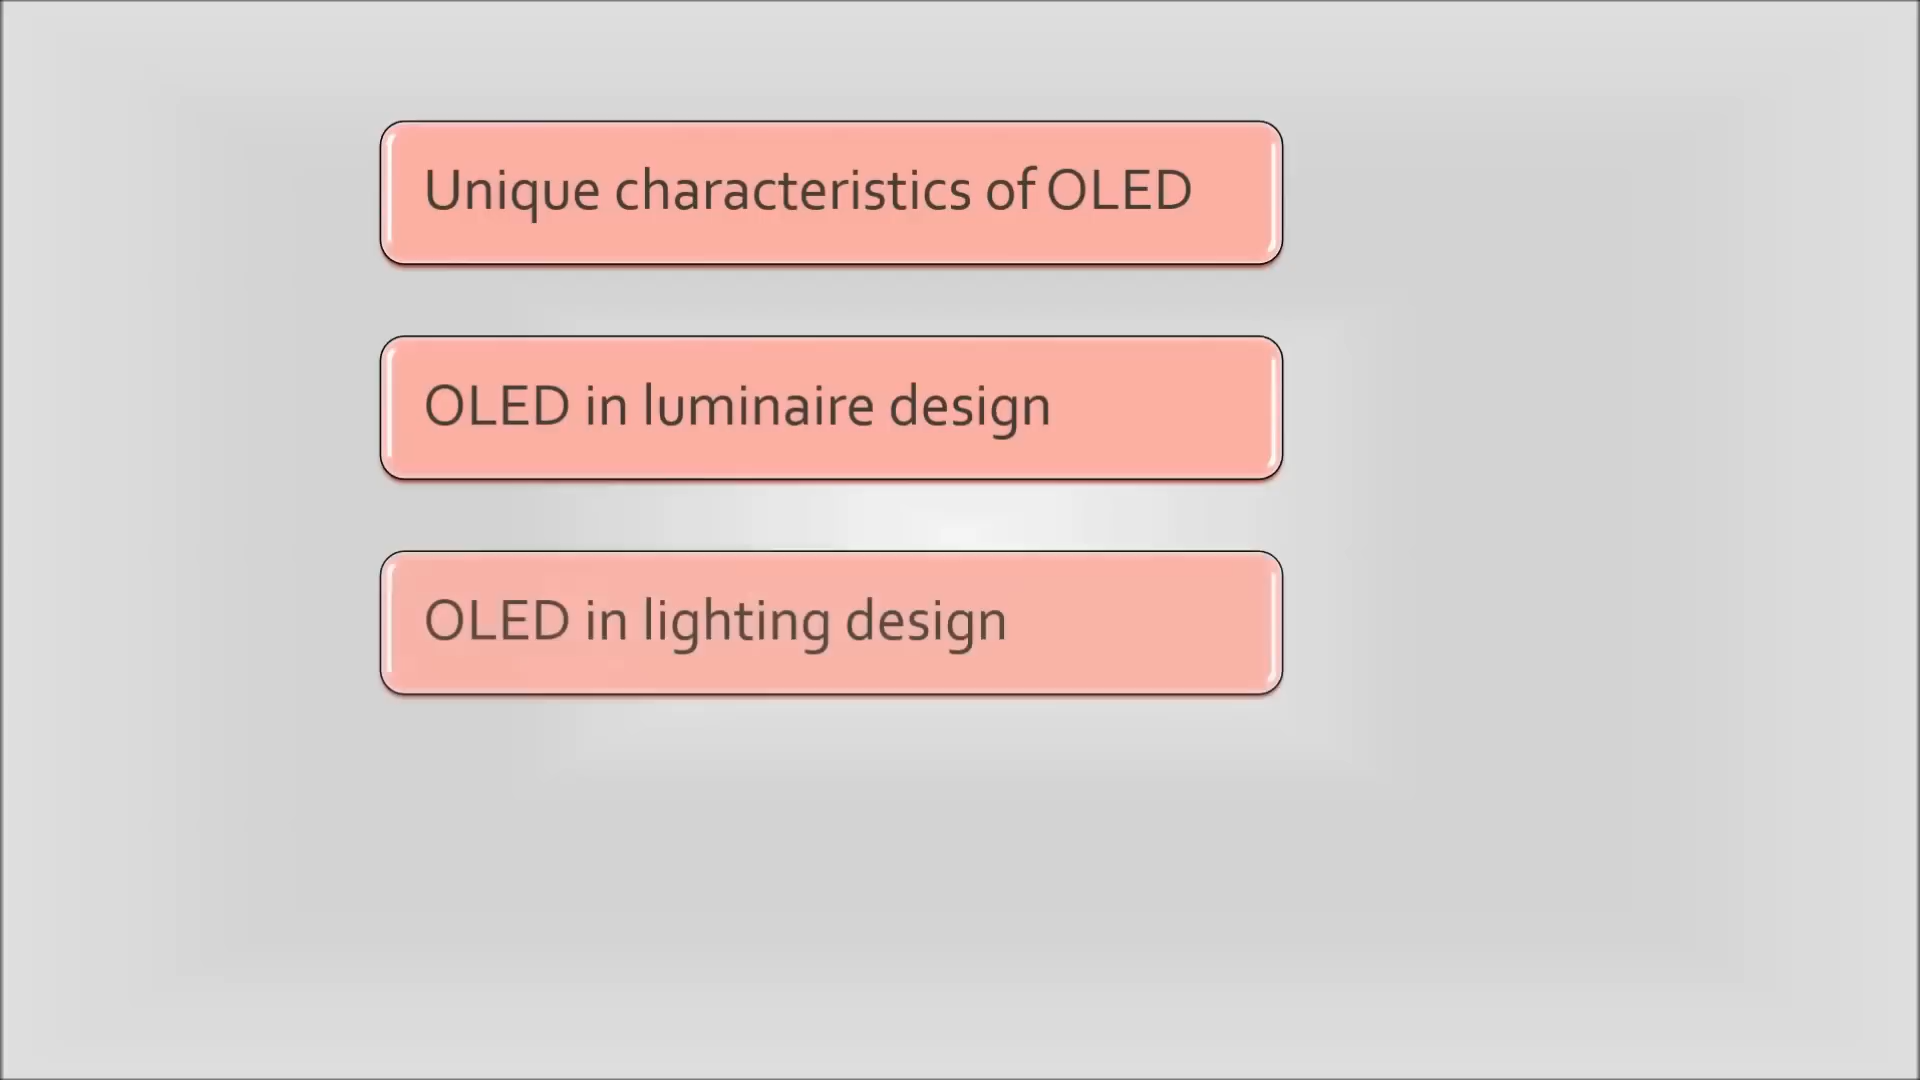 Unique characteristics of OLED
OLED in luminaire design
OLED in lighting design